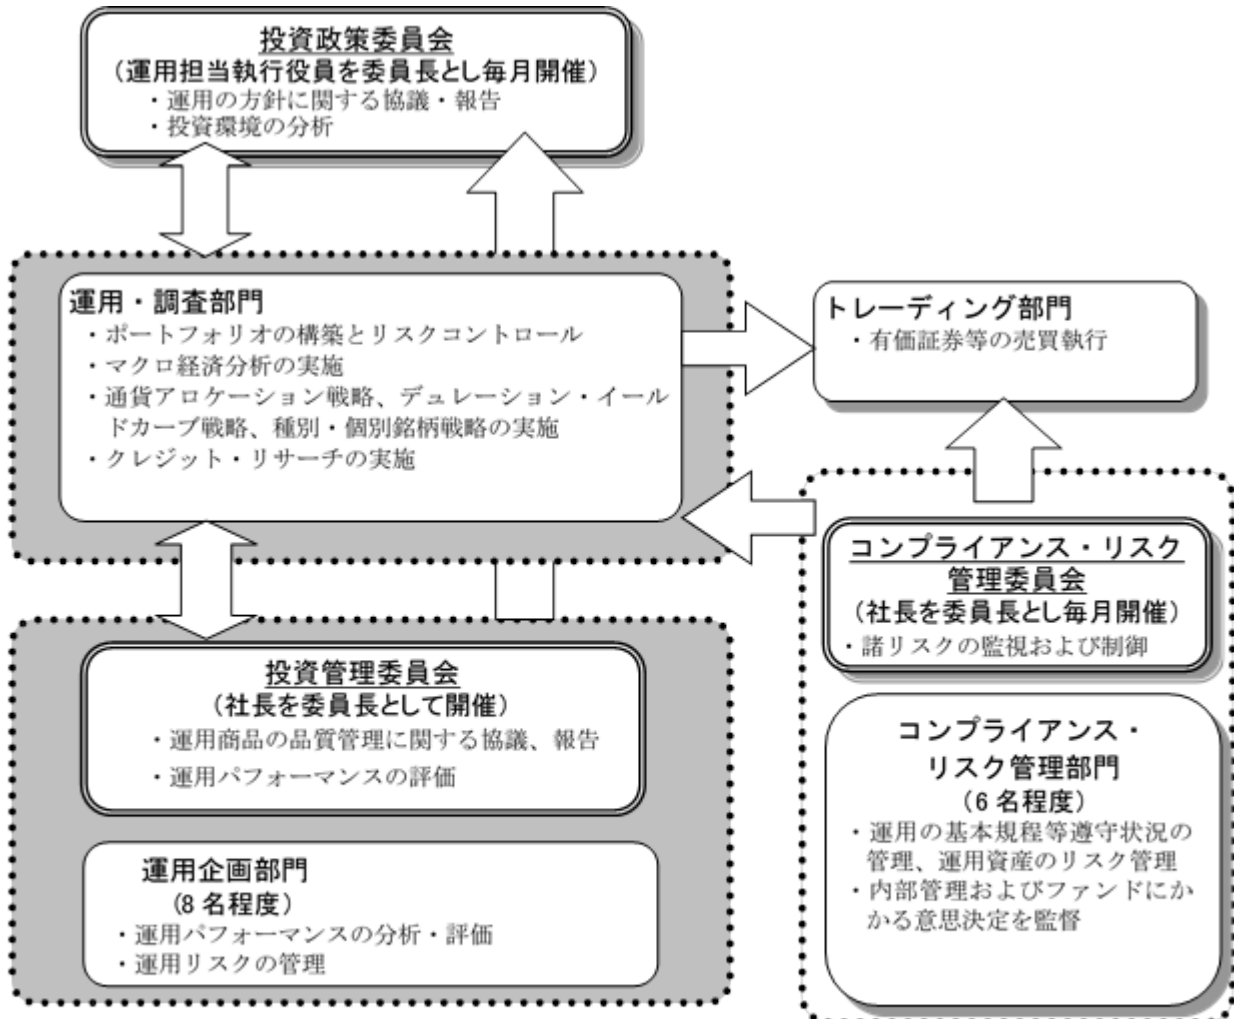 投資政策委員会
（運用担当執行役員を委員長とし毎月開催）
・運用の方針に関する協議・報告
・投資環境の分析
運用・調査部門
・ポートフォリオの構築とリスクコントロール
・マクロ経済分析の実施
・通貨アロケーション戦略、デュレーション・イール
ドカーブ戦略、種別・個別銘柄戦略の実施
・クレジット・リサーチの実施
トレーディング部門
・有価証券等の売買執行
コンプライアンス・リスク
管理委員会
（社長を委員長とし毎月開催）
・諸リスクの監視および制御
投資管理委員会
（社長を委員長として開催）
・運用商品の品質管理に関する協議、報告
・運用パフォーマンスの評価
運用企画部門
（8 名程度）
・運用パフォーマンスの分析・評価
・運用リスクの管理
コンプライアンス・
リスク管理部門
（6 名程度）
・運用の基本規程等遵守状況の
管理、運用資産のリスク管理
・内部管理およびファンドにか
かる意思決定を監督